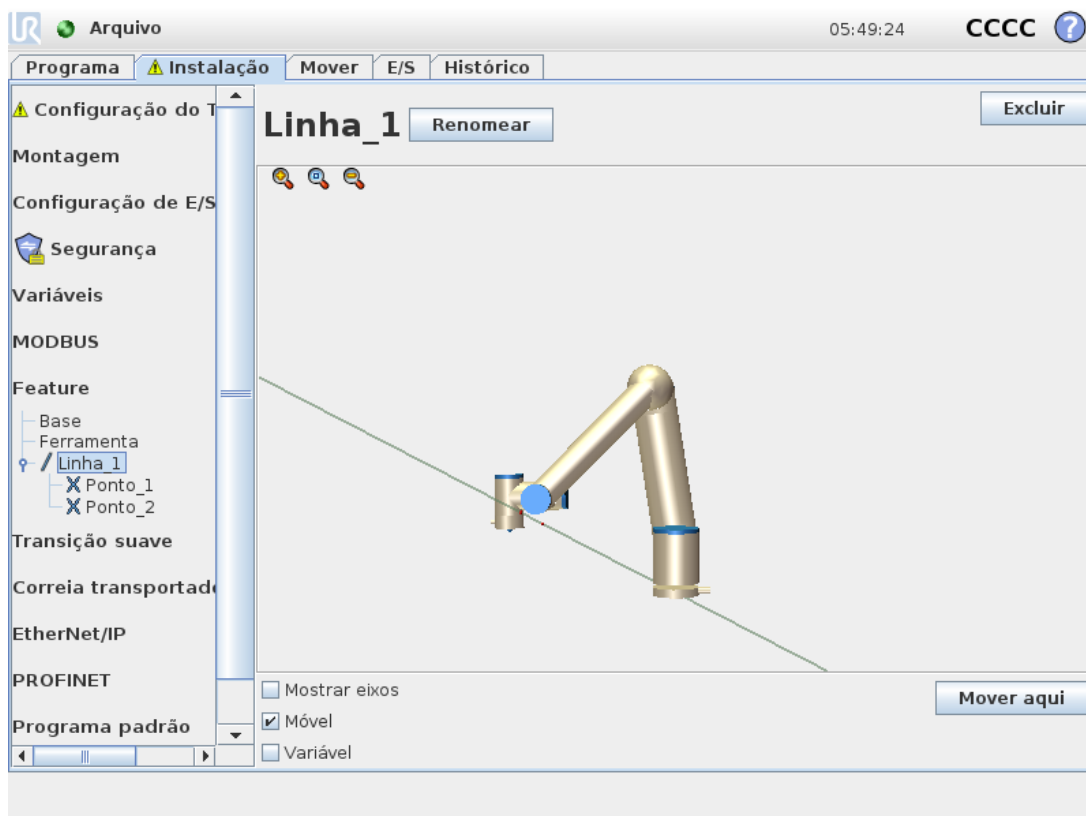 UR
Arquivo
05:49:24
CCCC
?
Programa
Instalação
Mover
E/S
Histórico
Configuração do T
Montagem
Configuração de E/S
Segurança
Variáveis
MODBUS
Feature
Base
Ferramenta
Linha_1
Ponto_1
Ponto_2
Transição suave
Correia transportad
EtherNet/IP
PROFINET
Programa padrão
Linha_1
Renomear
Excluir
Mostrar eixos
Móvel
Variável
Mover aqui